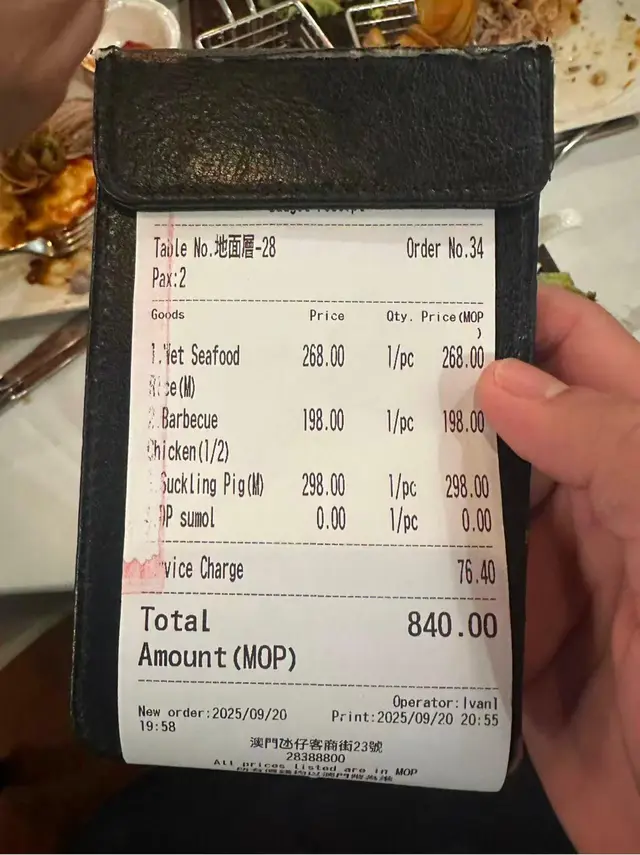 Table No.地面層-28 Order No.34
Pax:2
Goods Price Qty. Price(MOP
)
1.Wet Seafood 268.00 1/pc 268.00
Rice(M)
2.Barbecue 198.00 1/pc 198.00
Chicken(1/2)
Suckling Pig(M) 298.00 1/pc 298.00
OP sumol 0.00 1/pc 0.00
vice Charge 76.40
Total 840.00
Amount(MOP)
Operator:Ivan1
New order:2025/09/20 Print:2025/09/20 20:55
19:58
澳門氹仔客商街23號
28388800
All prices listed are in MOP